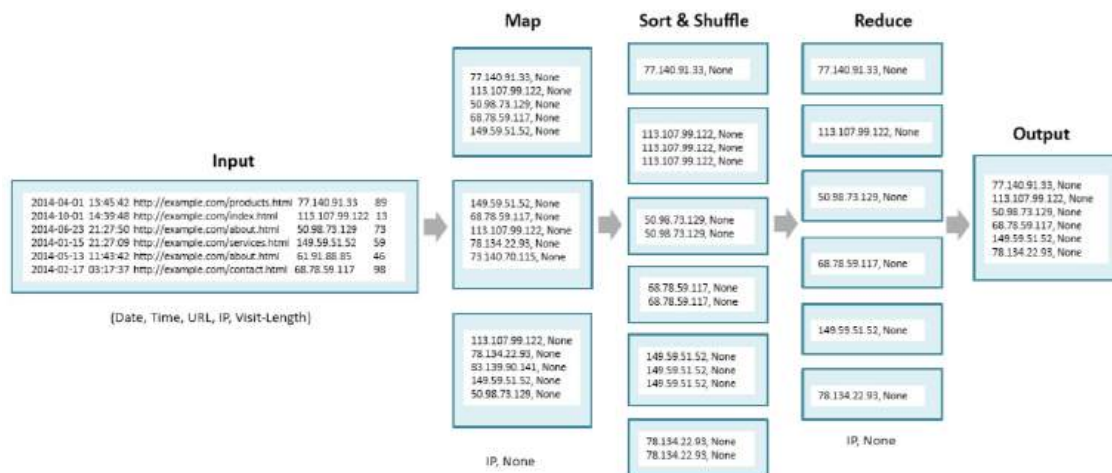 Map
Sort & Shuffle
Reduce
Input
Output
2014-04-01 13:45:42 http://example.com/products.html 77.140.91.33 89
2014-10-01 14:39:48 http://example.com/index.html 113.107.99.122 13
2014-06-23 21:27:50 http://example.com/about.html 50.98.73.129 73
2014-01-15 21:27:09 http://example.com/services.html 149.59.51.52 59
2014-05-13 11:43:42 http://example.com/about.html 61.91.88.85 46
2014-02-17 03:17:37 http://example.com/contact.html 68.78.59.117 98
(Date, Time, URL, IP, Visit-Length)
77.140.91.33, None
113.107.99.122, None
50.98.73.129, None
68.78.59.117, None
149.59.51.52, None
149.59.51.52, None
68.78.59.117, None
113.107.99.122, None
78.134.22.93, None
73.140.70.115, None
113.107.99.122, None
78.134.22.93, None
83.139.90.141, None
149.59.51.52, None
50.98.73.129, None
IP, None
77.140.91.33, None
113.107.99.122, None
113.107.99.122, None
113.107.99.122, None
50.98.73.129, None
50.98.73.129, None
68.78.59.117, None
68.78.59.117, None
149.59.51.52, None
149.59.51.52, None
149.59.51.52, None
78.134.22.93, None
78.134.22.93, None
77.140.91.33, None
113.107.99.122, None
50.98.73.129, None
68.78.59.117, None
149.59.51.52, None
78.134.22.93, None
IP, None
77.140.91.33, None
113.107.99.122, None
50.98.73.129, None
68.78.59.117, None
149.59.51.52, None
78.134.22.93, None